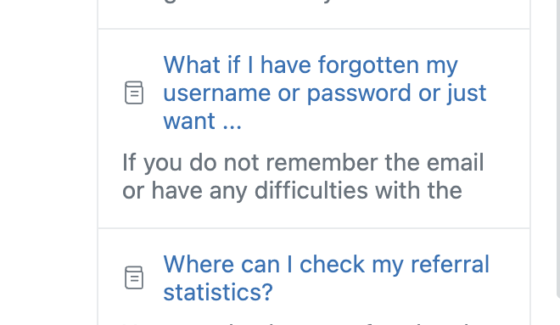 What if I have forgotten my
username or password or just
want ...
If you do not remember the email
or have any difficulties with the
Where can I check my referral
statistics?